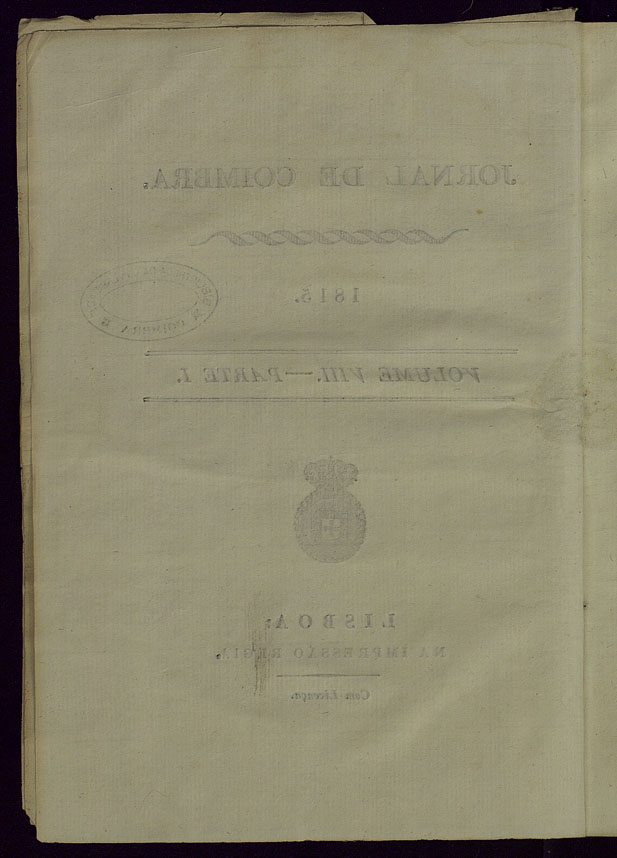 JORNAL DE COIMBRA,
1815.
VOLUME VIII.—PARTE I.
LISBOA:
NA IMPRESSÃO REGIA.
Com Licença.